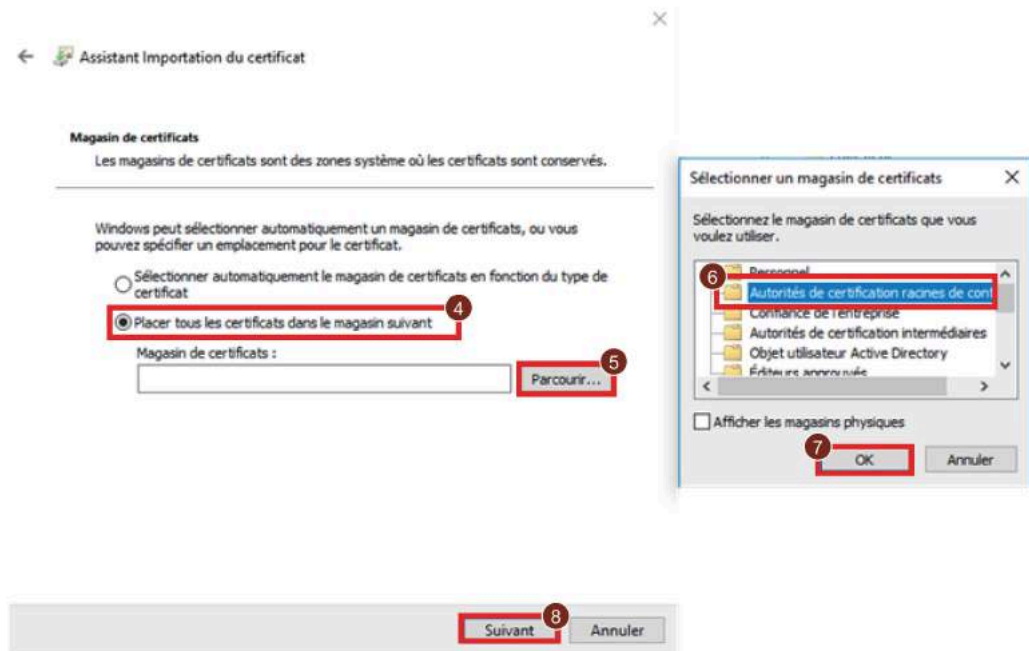 Assistant Importation du certificat
Magasin de certificats
Les magasins de certificats sont des zones système où les certificats sont conservés.
Windows peut sélectionner automatiquement un magasin de certificats, ou vous
pouvez spécifier un emplacement pour le certificat.
Sélectionner automatiquement le magasin de certificats en fonction du type de
certificat
4
Placer tous les certificats dans le magasin suivant
Magasin de certificats :
5
Parcourir...
8
Suivant
Annuler
Sélectionner un magasin de certificats
Sélectionnez le magasin de certificats que vous
voulez utiliser.
6
Personnel
Autorités de certification racines de conf
Confiance de l'entreprise
Autorités de certification intermédiaires
Objet utilisateur Active Directory
Éditeurs approuvés
Afficher les magasins physiques
7
OK
Annuler